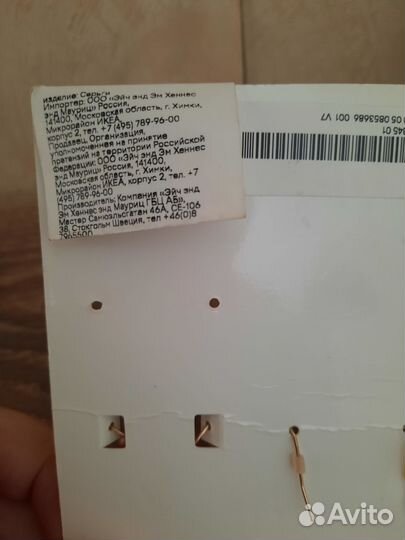 изделие: Серьги
Импортер: ООО «Эйч энд Эм Хеннес
энд Мауриц» Россия,
141400, Московская область, г. Химки,
Микрорайон ИКЕА,
корпус 2, тел. +7 (495) 789-96-00
Продавец, Организация,
уполномоченная на принятие
претензий на территории Российской
Федерации: ООО «Эйч энд Эм Хеннес
энд Мауриц» Россия, 141400,
Московская область, г. Химки,
Микрорайон ИКЕА, корпус 2, тел. +7
(495) 789-96-00
Производитель: Компания «Эйч энд
Эм Хеннес энд Мауриц ГБЦ АБ»,
Мастер Самюэльсгатан 46А, СЕ-106
38, Стокгольм Швеция, тел +46(0)8
7965500
05 0853686 001 V7
845 01
Avito